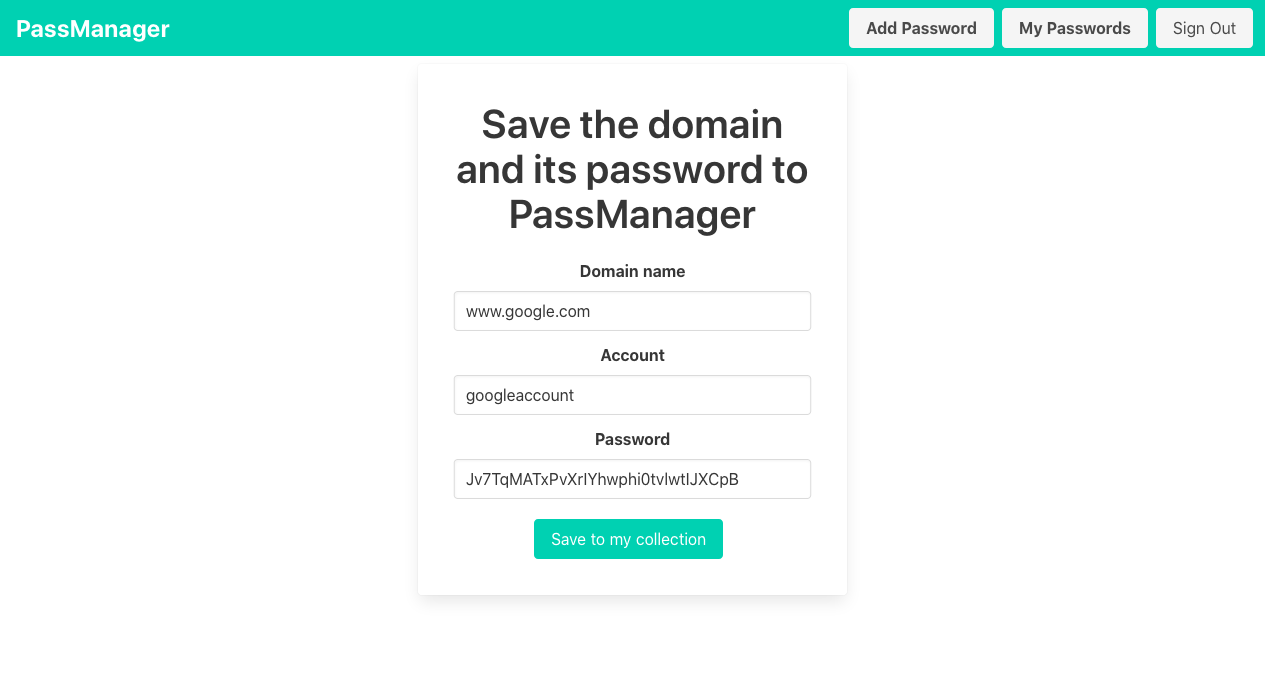 PassManager
Add Password
My Passwords
Sign Out
Save the domain
and its password to
PassManager
Domain name
www.google.com
Account
googleaccount
Password
Jv7TqMATxPvXrIYhwphi0tvlwtIJXCpB
Save to my collection